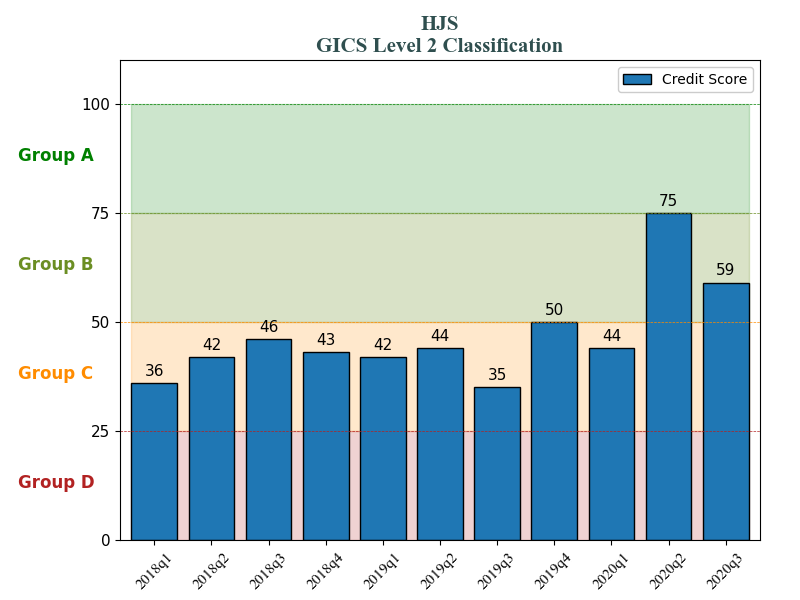 HJS
GICS Level 2 Classification
Credit Score
100
Group A
75
75
Group B
59
50
50
46
44
44
43
42
42
36
35
Group C
25
Group D
0
2018q1
2018q2
2018q3
2018q4
2019q1
2019q2
2019q3
2019q4
2020q1
2020q2
2020q3